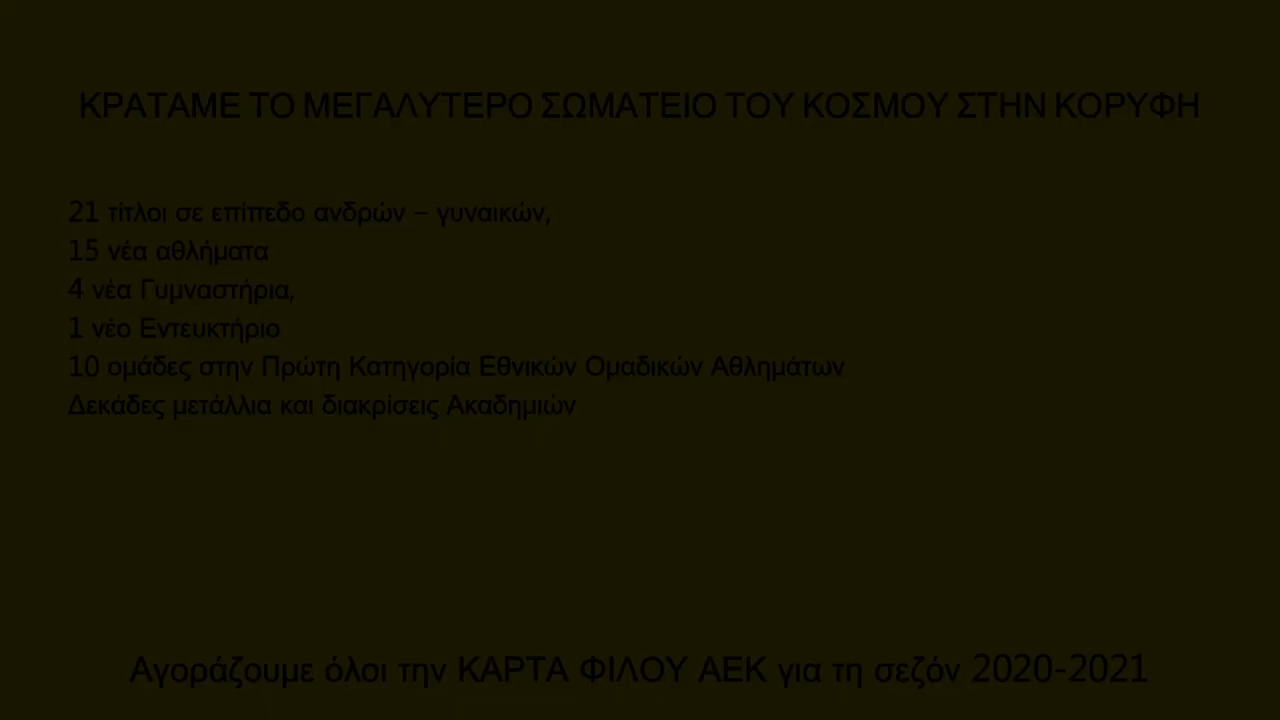 ΚΡΑΤΑΜΕ ΤΟ ΜΕΓΑΛΥΤΕΡΟ ΣΩΜΑΤΕΙΟ ΤΟΥ ΚΟΣΜΟΥ ΣΤΗΝ ΚΟΡΥΦΗ
21 τίτλοι σε επίπεδο ανδρών – γυναικών,
15 νέα αθλήματα
4 νέα Γυμναστήρια,
1 νέο Εντευκτήριο
10 ομάδες στην Πρώτη Κατηγορία Εθνικών Ομαδικών Αθλημάτων
Δεκάδες μετάλλια και διακρίσεις Ακαδημιών
Αγοράζουμε όλοι την ΚΑΡΤΑ ΦΙΛΟΥ ΑΕΚ για τη σεζόν 2020-2021